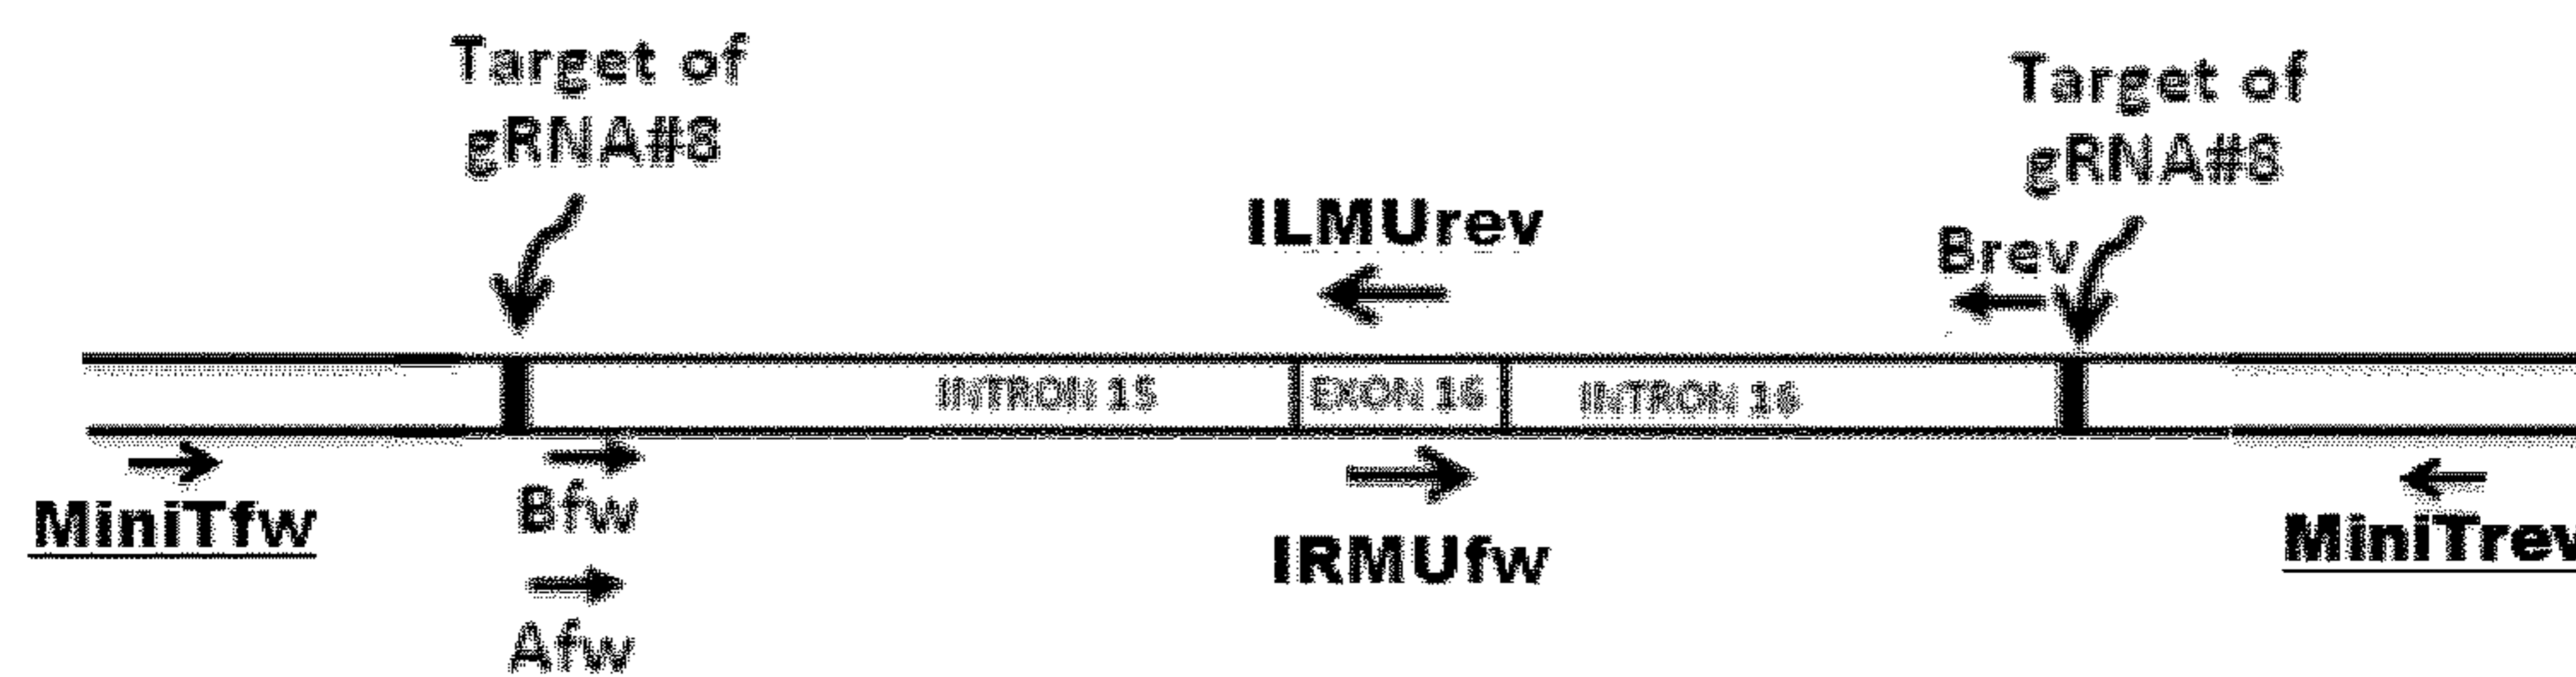 Target of
gRNA#8
Target of
gRNA#8
ILMUrev
Brev
INTRON 15
EXON 16
INTRON 16
MiniTfw
Bfw
IRMUfw
MiniTrev
Afw